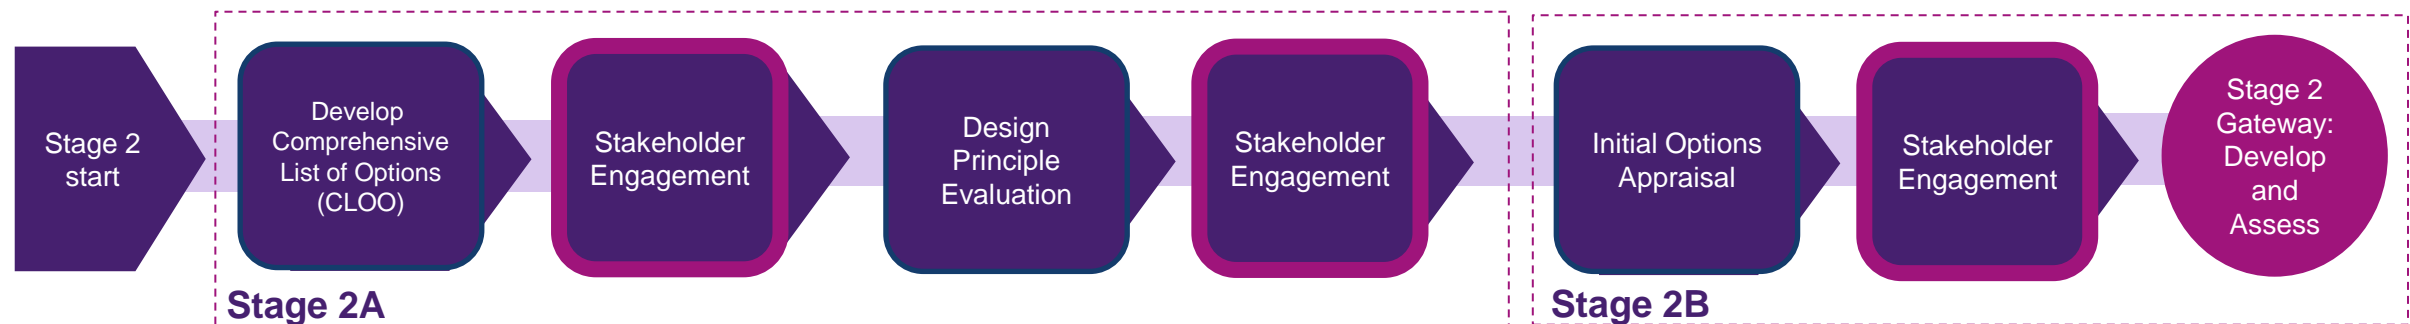 Stage 2
start
Develop
Comprehensive
List of Options
(CLOO)
Stakeholder
Engagement
Design
Principle
Evaluation
Stakeholder
Engagement
Stage 2A
Initial Options
Appraisal
Stakeholder
Engagement
Stage 2
Gateway:
Develop
and
Assess
Stage 2B